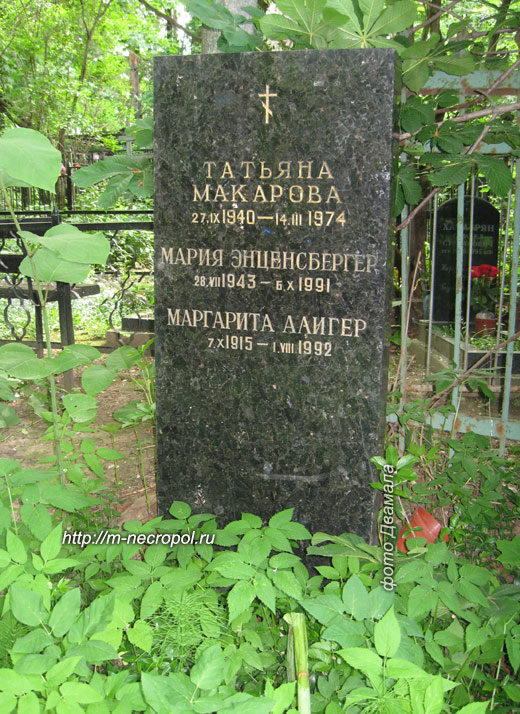 ТАТЬЯНА
МАКАРОВА
27.IX 1940—14.III 1974
МАРИЯ ЭНЦЕНСБЕРГЕР
28.VII 1943 – 6.X 1991
МАРГАРИТА АЛИГЕР
7.X 1915 – 1.VIII 1992
http://m-necropol.ru
фото Двамала